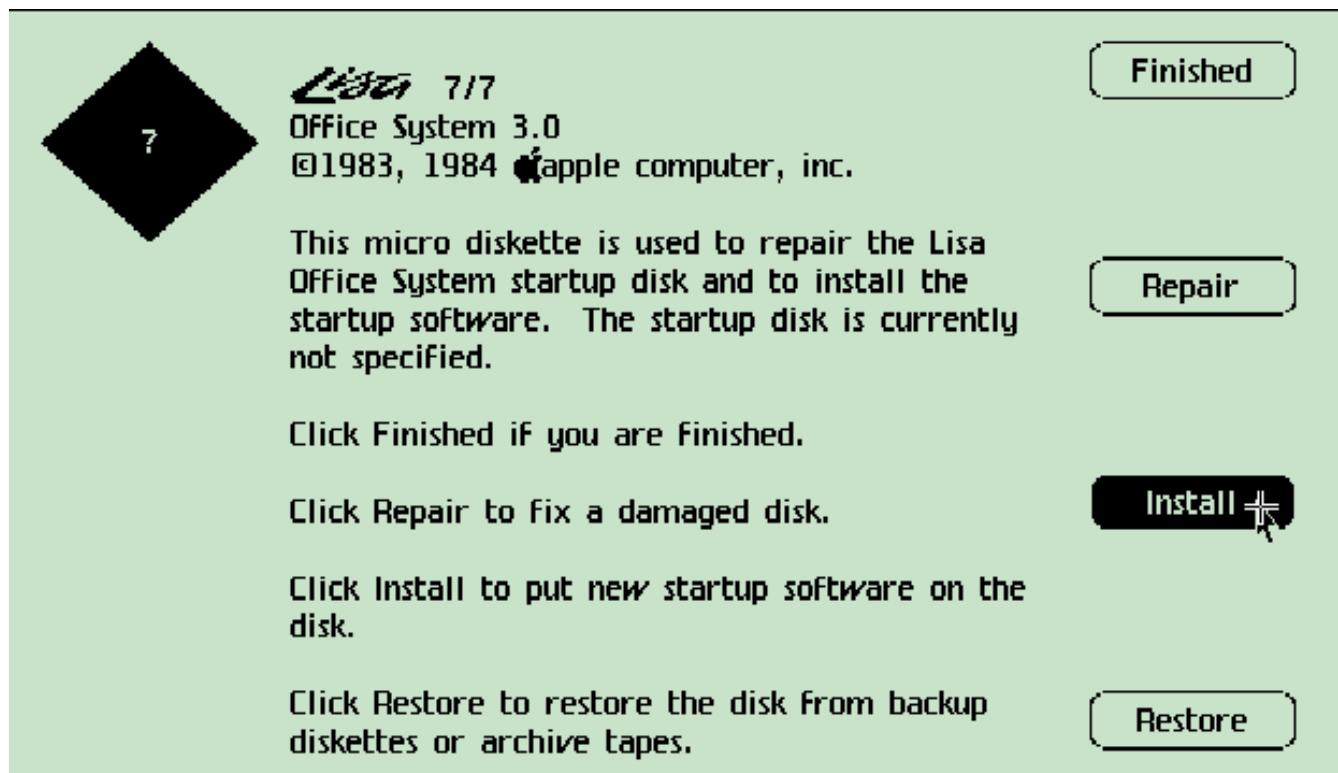 ?
Lisa 7/7
Office System 3.0
©1983, 1984 apple computer, inc.
Finished
This micro diskette is used to repair the Lisa
Office System startup disk and to install the
startup software.  The startup disk is currently
not specified.
Repair
Click Finished if you are finished.
Click Repair to fix a damaged disk.
Install
Click Install to put new startup software on the
disk.
Click Restore to restore the disk from backup
diskettes or archive tapes.
Restore